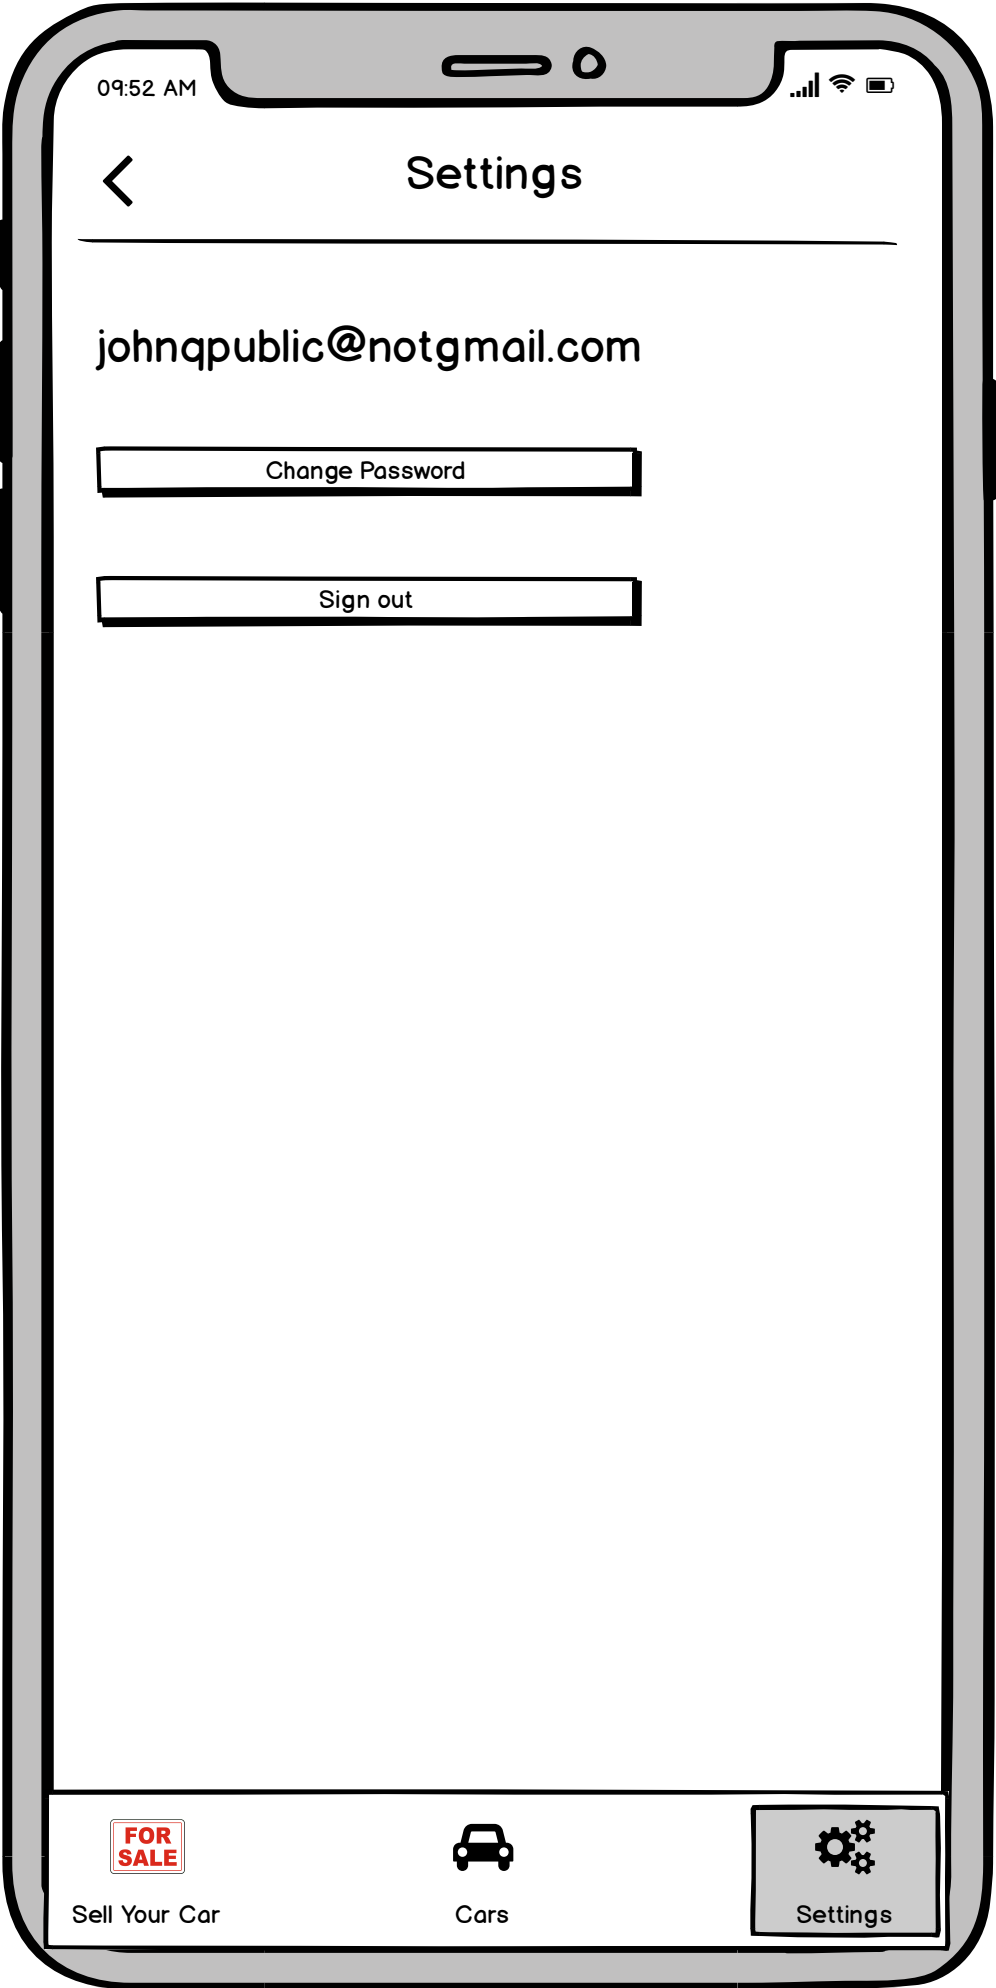 09:52 AM
Settings
johnqpublic@notgmail.com
Change Password
Sign out
FOR
SALE
Sell Your Car
Cars
Settings